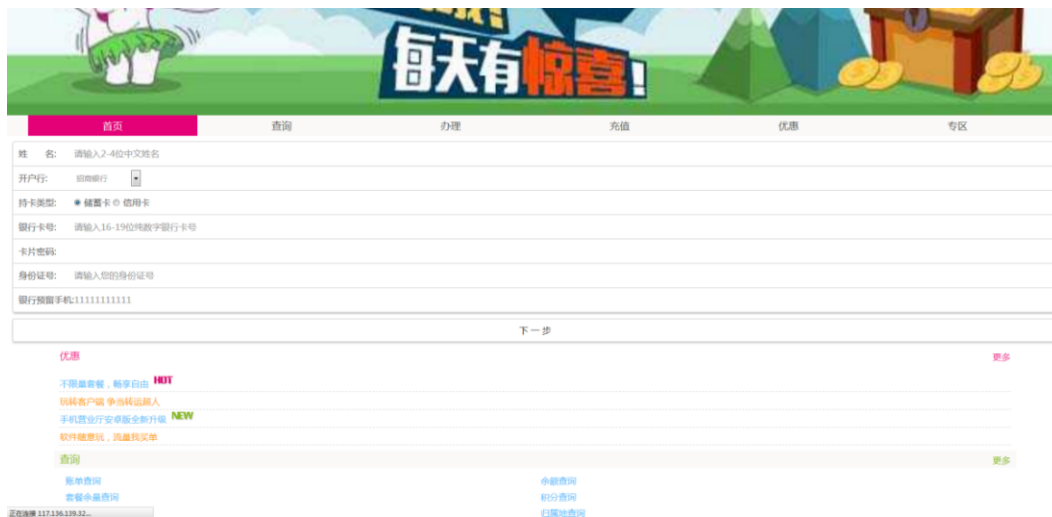 每天有惊喜!
首页 查询 办理 充值 优惠 专区
姓 名: 请输入2-4位中文姓名
开户行: 招商银行
持卡类型: 储蓄卡 信用卡
银行卡号: 请输入16-19位纯数字银行卡号
卡片密码:
身份证号: 请输入您的身份证号
银行预留手机:11111111111
下一步
优惠 更多
不限量套餐，畅享自由 HOT
玩转客户端 争当转运超人
手机营业厅安卓版全新升级 NEW
软件随意玩，流量我买单
查询 更多
账单查询 余额查询
套餐余量查询 积分查询
正在连接 117.136.139.32... 归属地查询